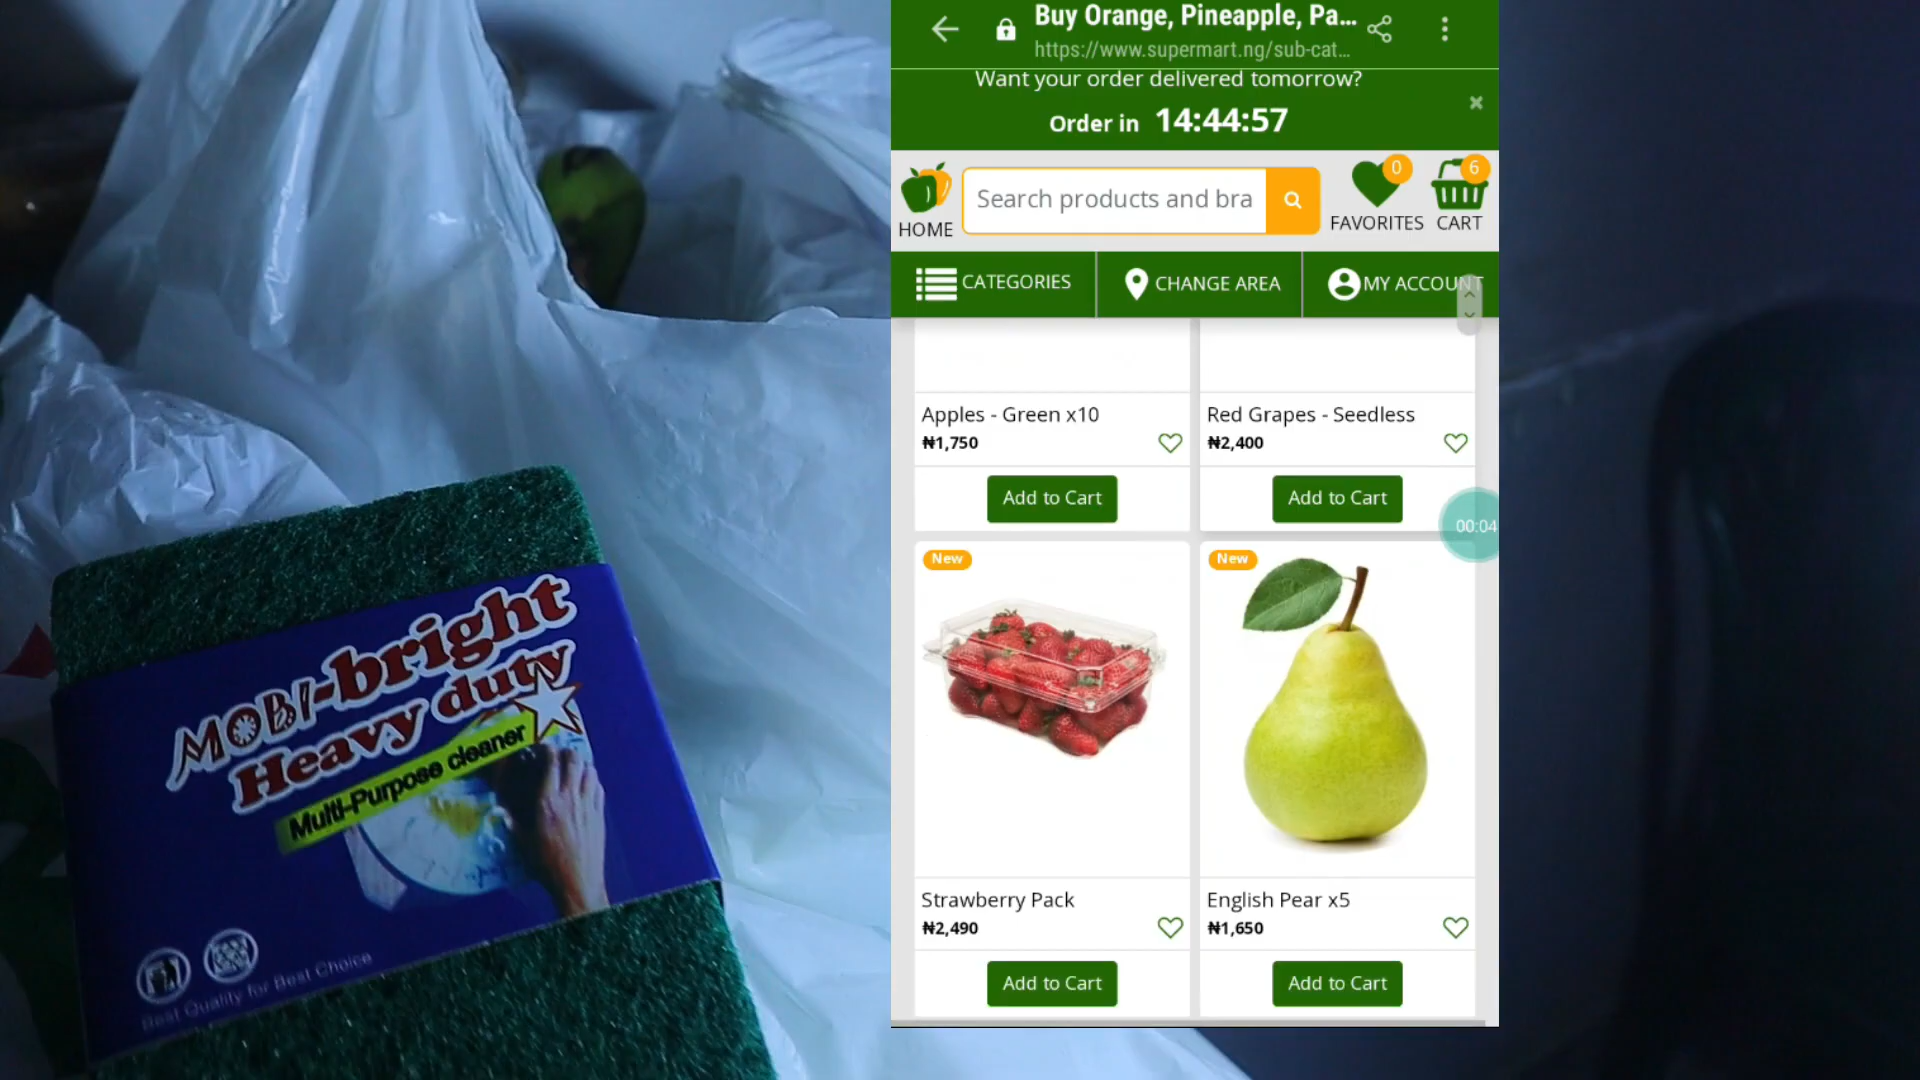 MOBI-bright
Heavy duty
Multi-Purpose cleaner
Best Quality for Best Choice
Buy Orange, Pineapple, Pa...
https://www.supermart.ng/sub-cat...
Want your order delivered tomorrow?
Order in 14:44:57
HOME
Search products and bra
0
FAVORITES
6
CART
CATEGORIES
CHANGE AREA
MY ACCOUNT
Apples - Green x10
₦1,750
Add to Cart
Red Grapes - Seedless
₦2,400
Add to Cart
00:04
New
Strawberry Pack
₦2,490
Add to Cart
New
English Pear x5
₦1,650
Add to Cart